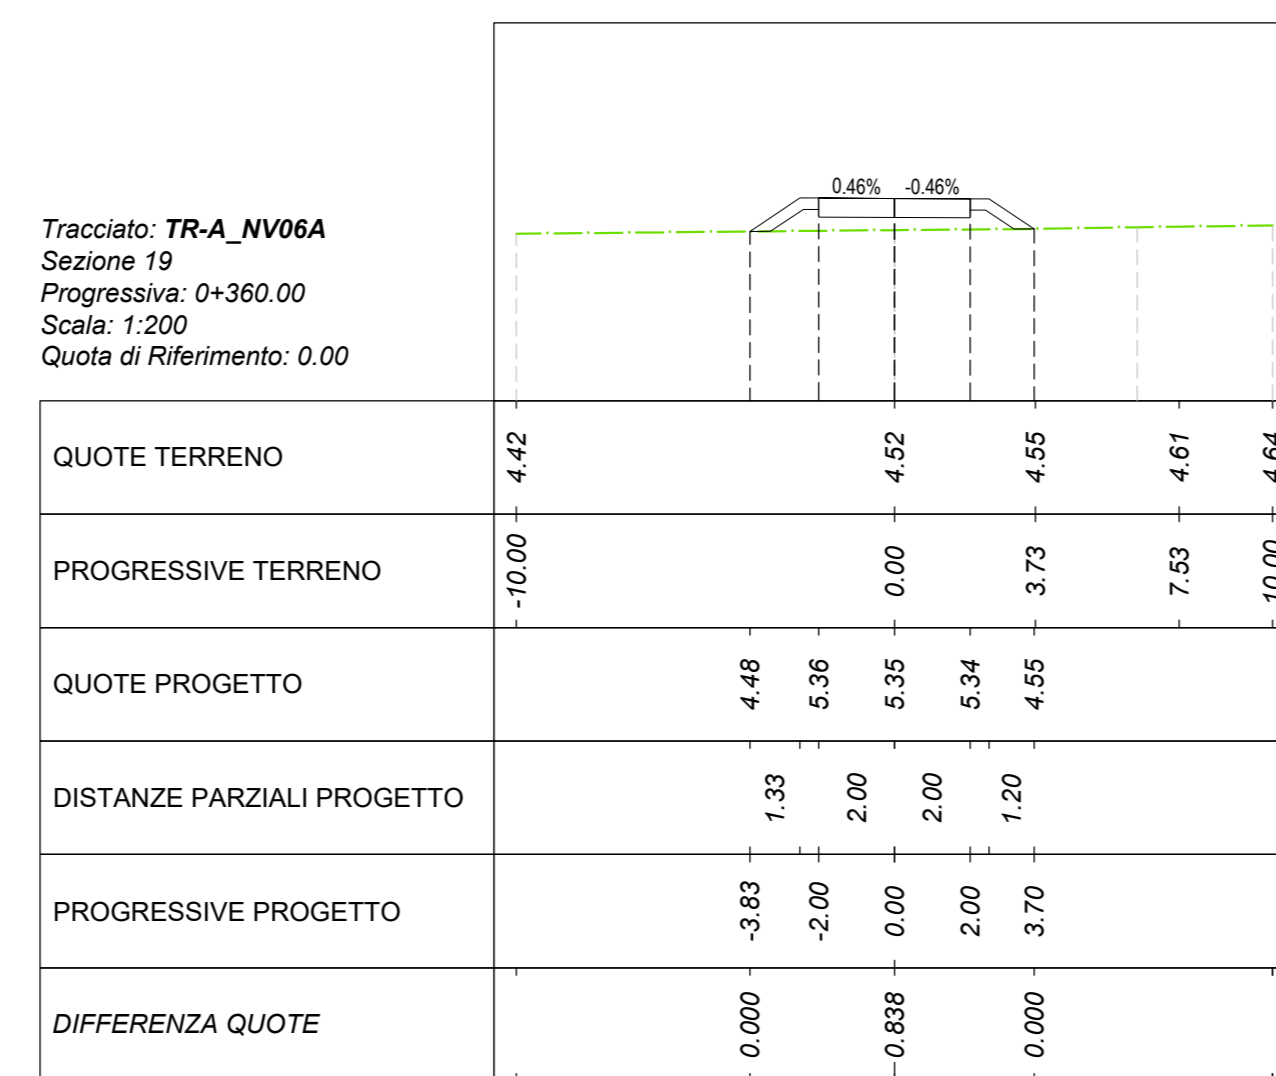 0.46% -0.46%
Tracciato: TR-A_NV06A
Sezione 19
Progressiva: 0+360.00
Scala: 1:200
Quota di Riferimento: 0.00
QUOTE TERRENO 4.42 4.52 4.55 4.61 4.64
PROGRESSIVE TERRENO -10.00 0.00 3.73 7.53 10.00
QUOTE PROGETTO 4.48 5.36 5.35 5.34 4.55
DISTANZE PARZIALI PROGETTO 1.33 2.00 2.00 1.20
PROGRESSIVE PROGETTO -3.83 -2.00 0.00 2.00 3.70
DIFFERENZA QUOTE 0.000 0.838 0.000